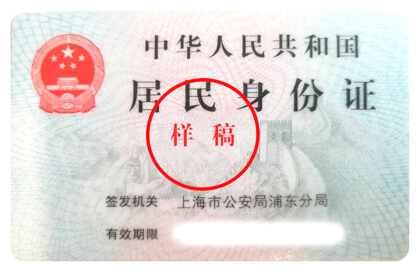 中华人民共和国
居民身份证
样 稿
签发机关 上海市公安局浦东分局
有效期限